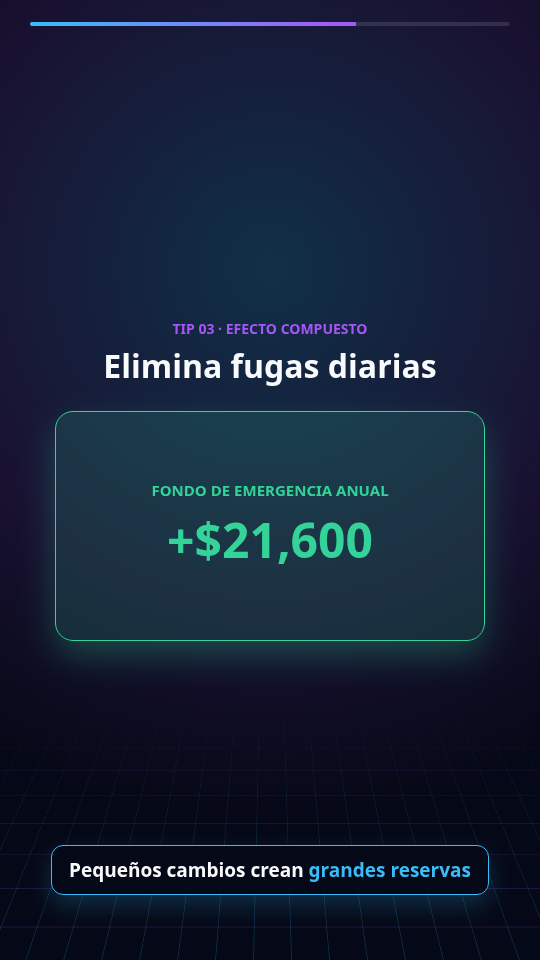 TIP 03 · EFECTO COMPUESTO
Elimina fugas diarias
FONDO DE EMERGENCIA ANUAL
+$21,600
Pequeños cambios crean grandes reservas